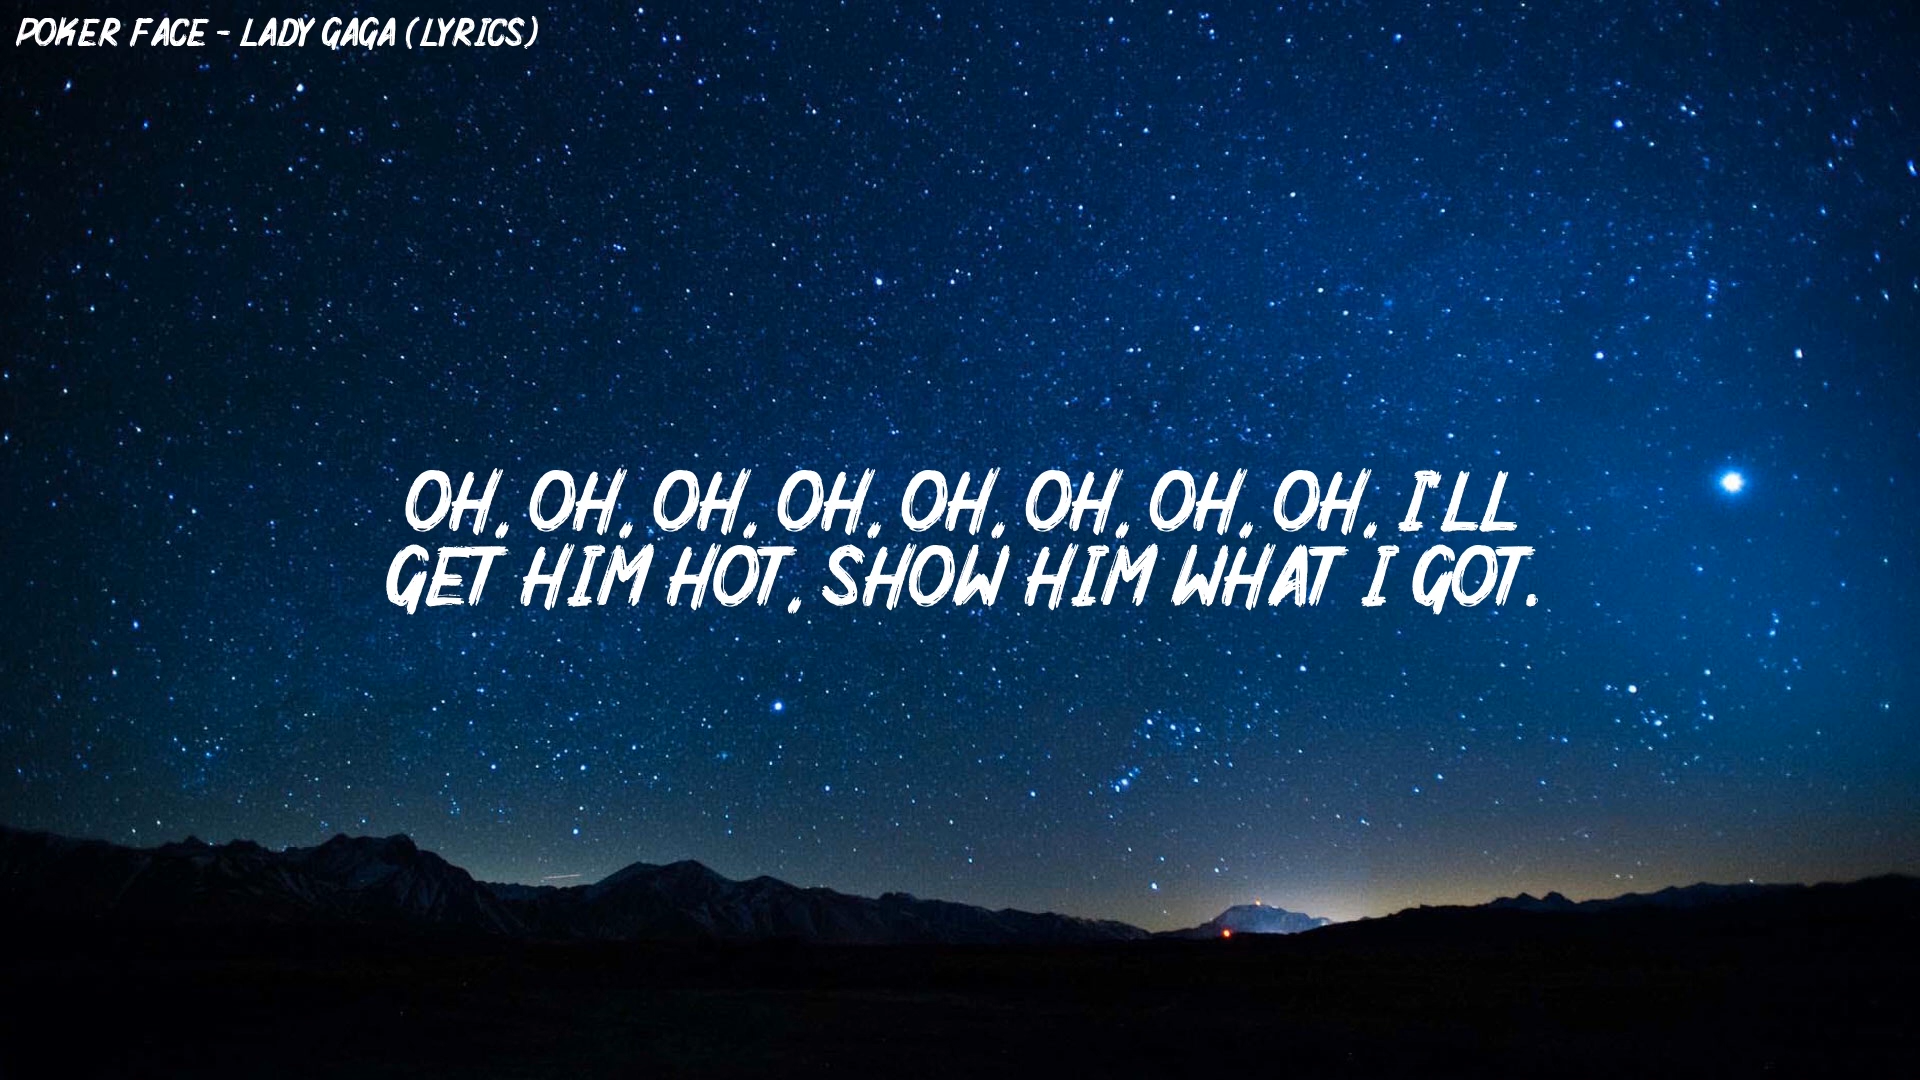 POKER FACE - LADY GAGA (LYRICS)
OH, OH, OH, OH, OH, OH, OH, OH, I'LL
GET HIM HOT, SHOW HIM WHAT I GOT.